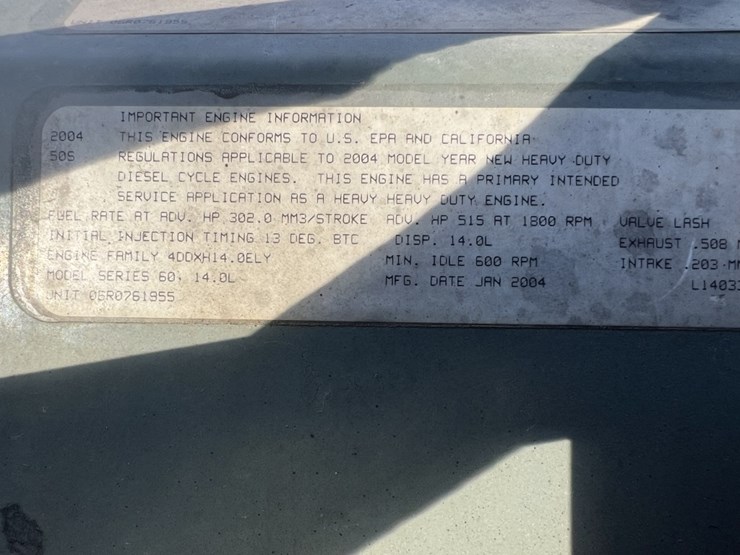 IMPORTANT ENGINE INFORMATION
2004 THIS ENGINE CONFORMS TO U.S. EPA AND CALIFORNIA
50S REGULATIONS APPLICABLE TO 2004 MODEL YEAR NEW HEAVY DUTY
DIESEL CYCLE ENGINES. THIS ENGINE HAS A PRIMARY INTENDED
SERVICE APPLICATION AS A HEAVY HEAVY DUTY ENGINE.
FUEL RATE AT ADV. HP 302.0 MM3/STROKE ADV. HP 515 AT 1800 RPM VALVE LASH
INITIAL INJECTION TIMING 13 DEG. BTC DISP. 14.0L EXHAUST .508
ENGINE FAMILY 4DDXH14.0ELY MIN. IDLE 600 RPM INTAKE .203
MODEL SERIES 60, 14.0L MFG. DATE JAN 2004 L1403
UNIT 06R0761955